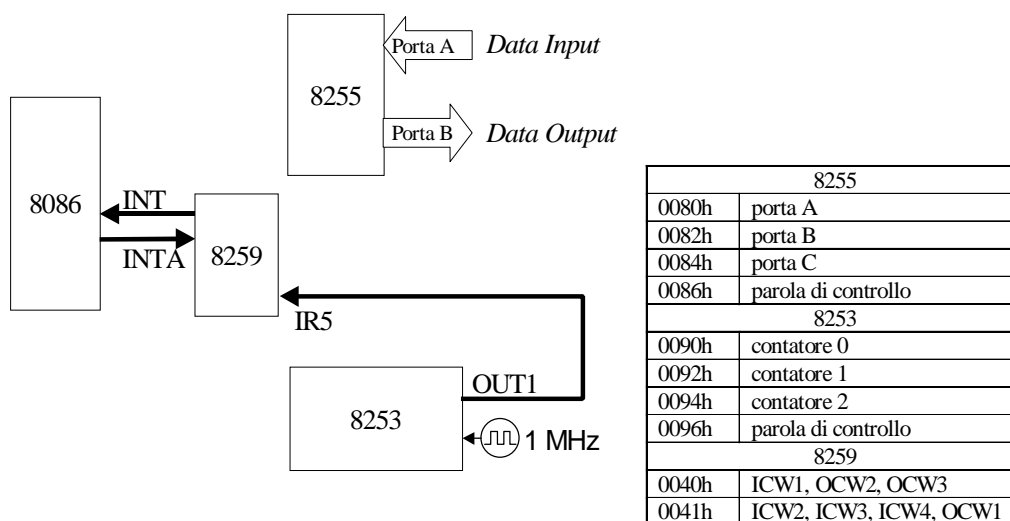 Porta A
Data Input
8255
Porta B
Data Output
8086
INT
INTA
8259
IR5
OUT1
8253
1 MHz
8255
0080h porta A
0082h porta B
0084h porta C
0086h parola di controllo
8253
0090h contatore 0
0092h contatore 1
0094h contatore 2
0096h parola di controllo
8259
0040h ICW1, OCW2, OCW3
0041h ICW2, ICW3, ICW4, OCW1